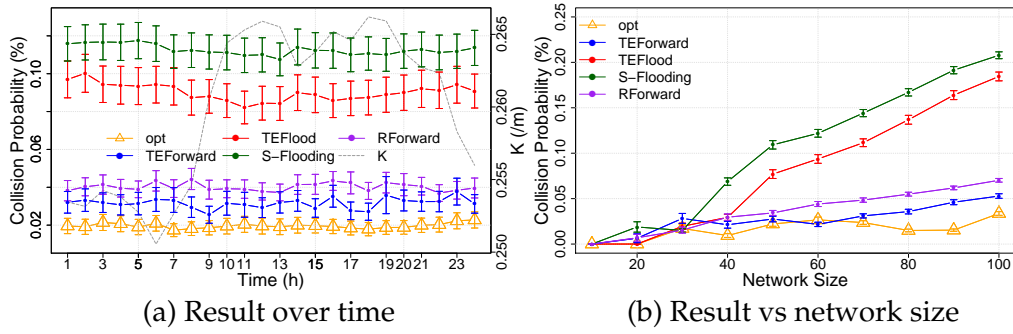 Collision Probability (%)
0.02 0.06 0.10
opt
TEForward
TEFlood
S−Flooding
RForward
K
0.250 0.255 0.260 0.265
K (/m)
1 3 5 7 9 10 11 13 15 17 19 20 21 23
Time (h)
(a) Result over time
Collision Probability (%)
0.00 0.05 0.10 0.15 0.20 0.25
opt
TEForward
TEFlood
S−Flooding
RForward
20 40 60 80 100
Network Size
(b) Result vs network size